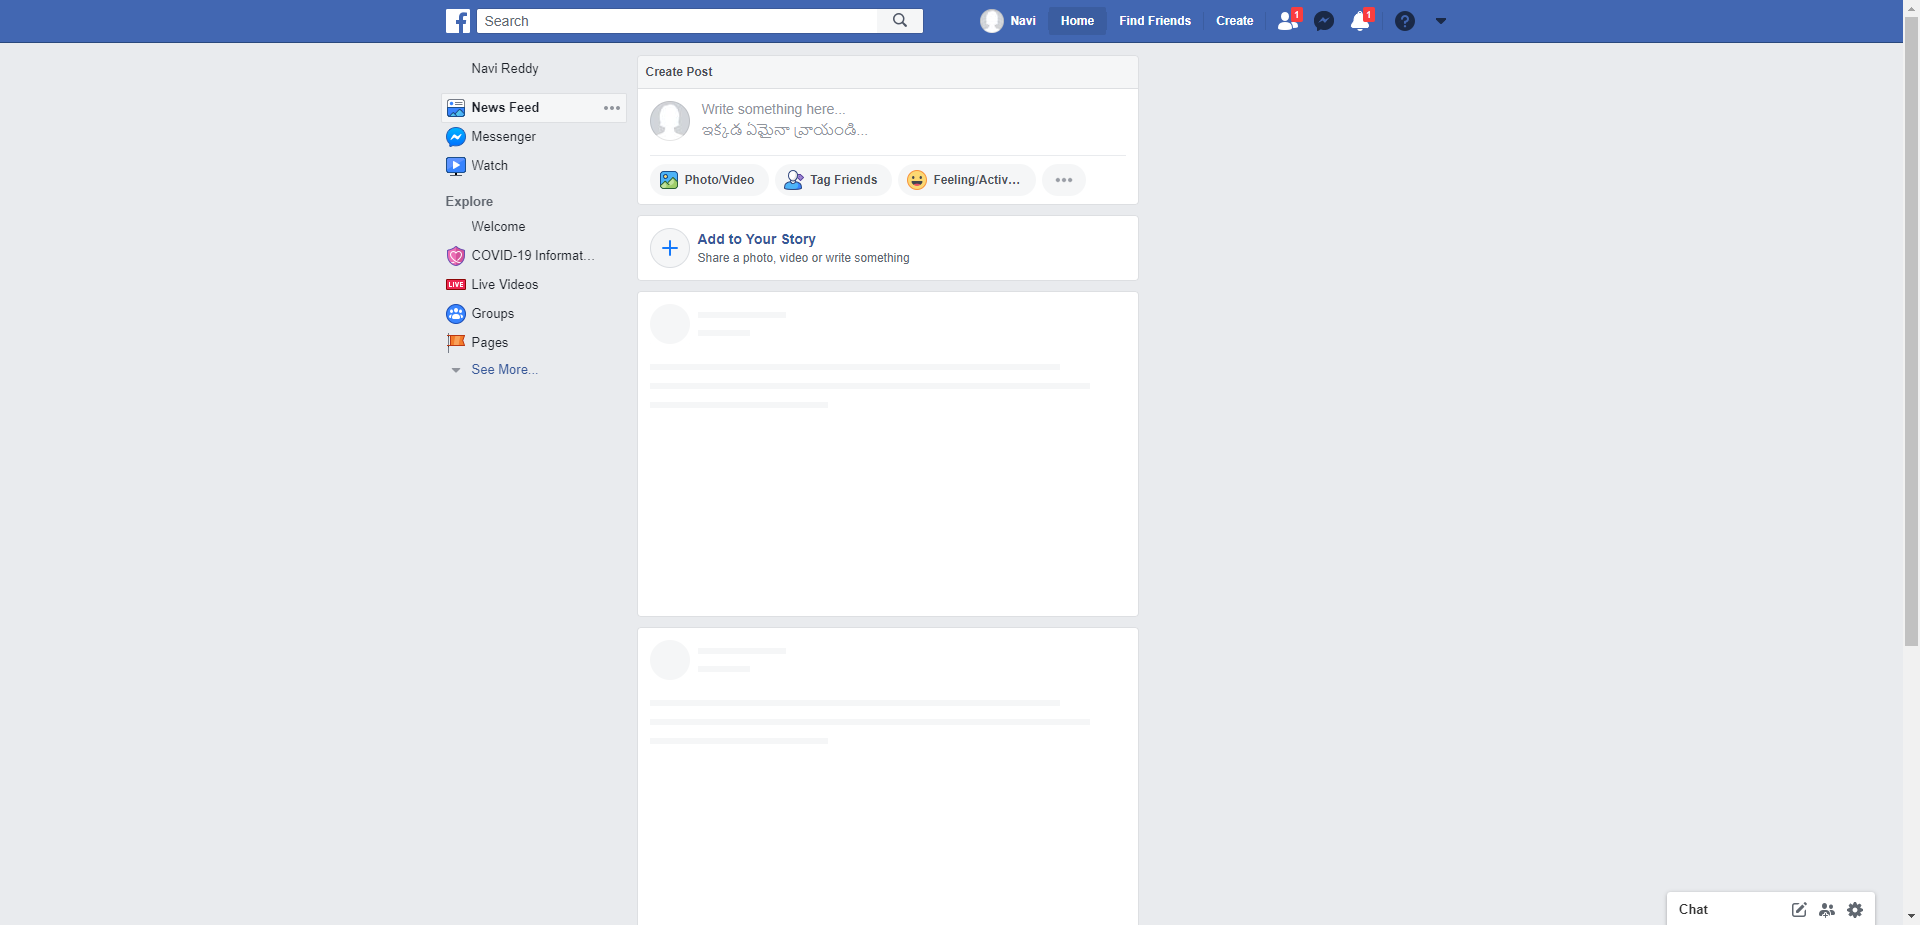 Search
Navi
Home
Find Friends
Create
1
1
Navi Reddy
News Feed
Messenger
Watch
Explore
Welcome
COVID-19 Informat...
LIVE
Live Videos
Groups
Pages
See More...
Create Post
Write something here...
ఇక్కడ ఏమైనా వ్రాయండి...
Photo/Video
Tag Friends
Feeling/Activ...
Add to Your Story
Share a photo, video or write something
Chat